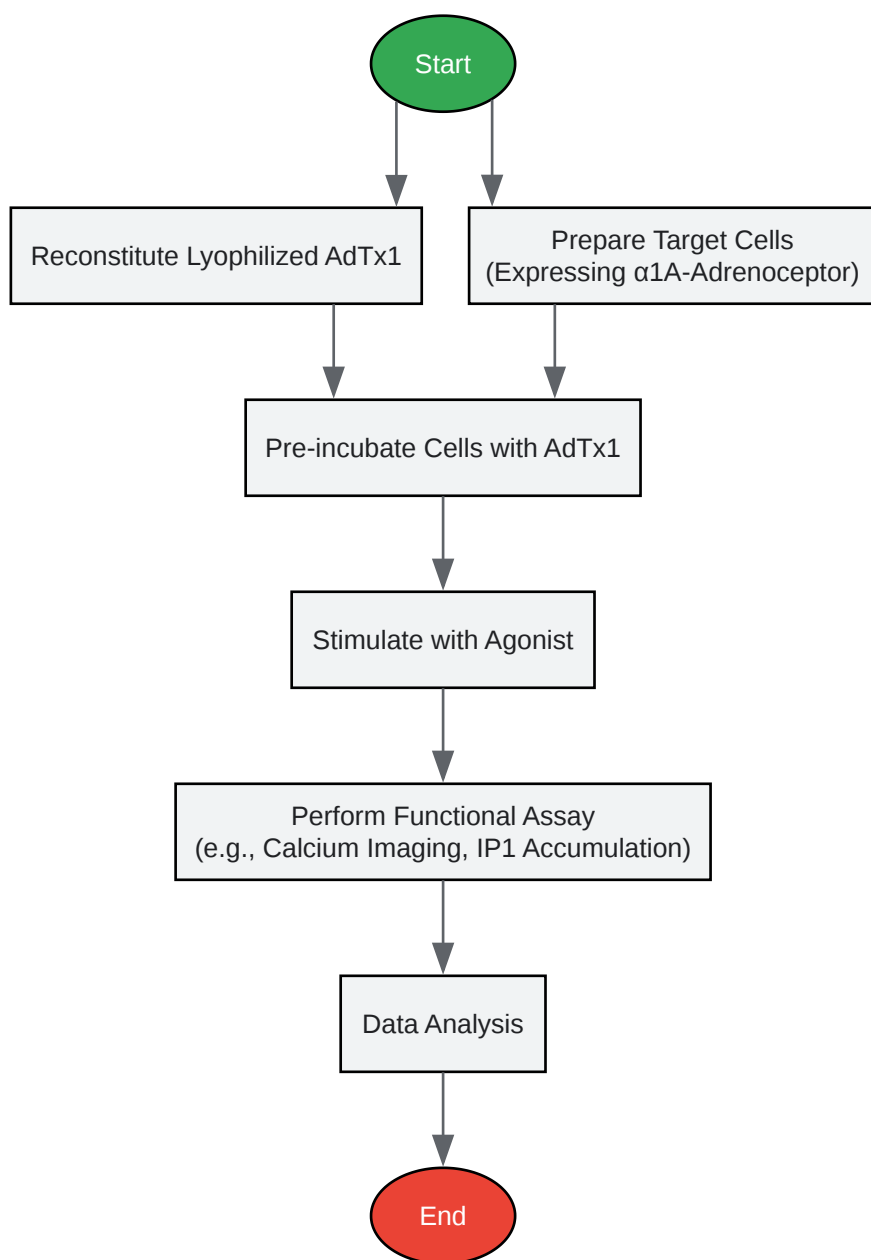 Start
Reconstitute Lyophilized AdTx1
Prepare Target Cells
(Expressing α1A-Adrenoceptor)
Pre-incubate Cells with AdTx1
Stimulate with Agonist
Perform Functional Assay
(e.g., Calcium Imaging, IP1 Accumulation)
Data Analysis
End